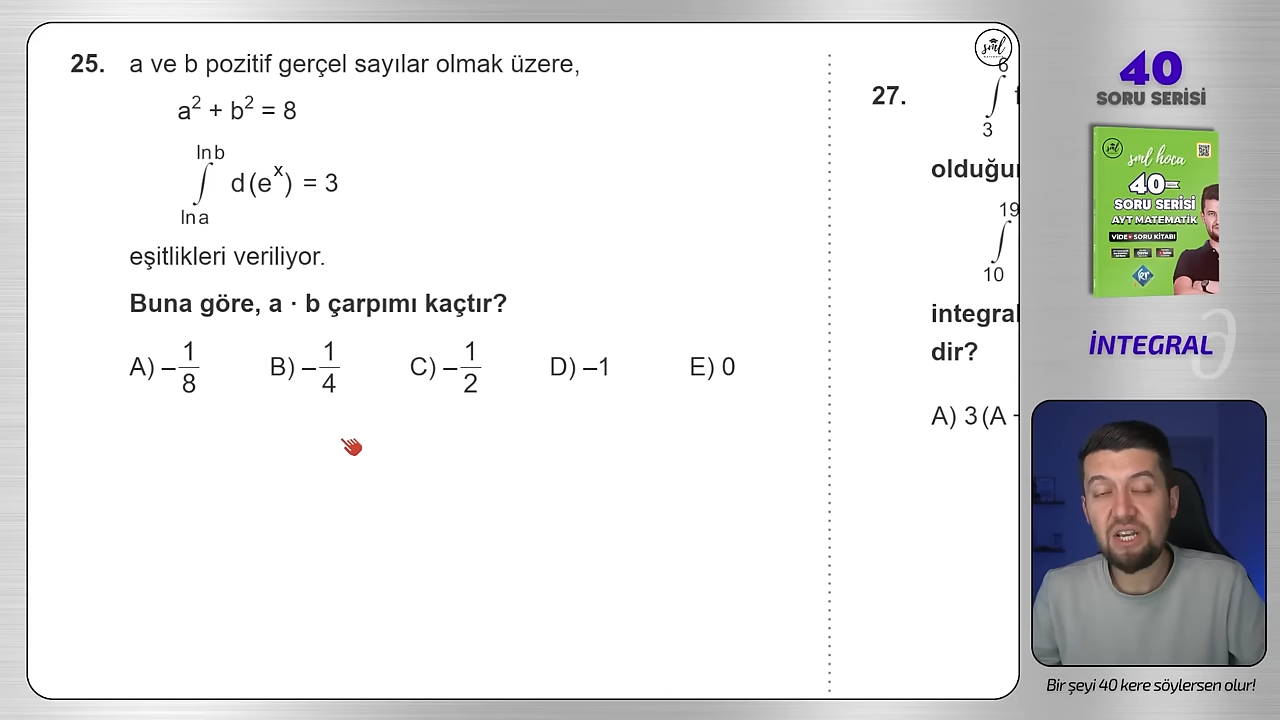 25. a ve b pozitif gerçel sayılar olmak üzere,
a² + b² = 8
ln b
∫ d(eˣ) = 3
ln a
eşitlikleri veriliyor.
Buna göre, a · b çarpımı kaçtır?
A) –1/8 B) –1/4 C) –1/2 D) –1 E) 0
sml
6
27. ∫ f
3
olduğun
19
∫
10
integral
dir?
A) 3(A -
40
SORU SERİSİ
sml hoca
40
SORU SERİSİ
AYT MATEMATİK
VİDEO SORU KİTABI
İNTEGRAL
Bir şeyi 40 kere söylersen olur!